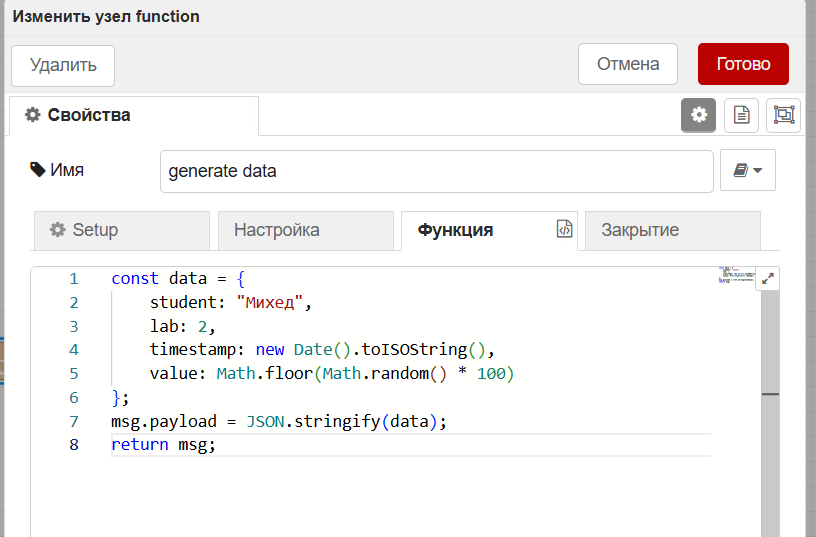 Изменить узел function
Удалить
Отмена
Готово
Свойства
Имя
generate data
Setup
Настройка
Функция
Закрытие
1 const data = {
2     student: "Михед",
3     lab: 2,
4     timestamp: new Date().toISOString(),
5     value: Math.floor(Math.random() * 100)
6 };
7 msg.payload = JSON.stringify(data);
8 return msg;